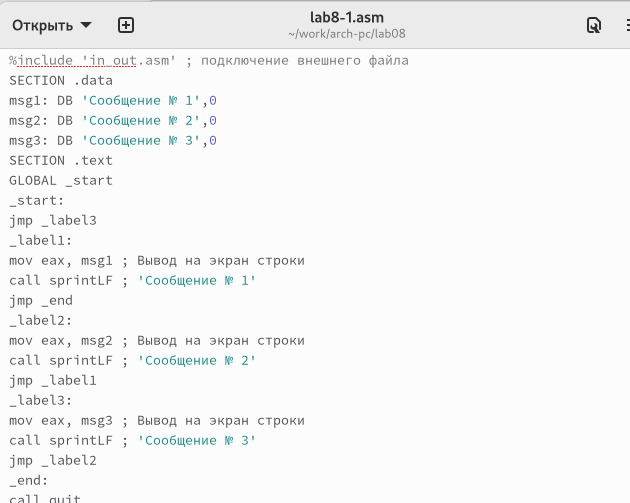 Открыть
lab8-1.asm
~/work/arch-pc/lab08
%include 'in_out.asm' ; подключение внешнего файла
SECTION .data
msg1: DB 'Сообщение № 1',0
msg2: DB 'Сообщение № 2',0
msg3: DB 'Сообщение № 3',0
SECTION .text
GLOBAL _start
_start:
jmp _label3
_label1:
mov eax, msg1 ; Вывод на экран строки
call sprintLF ; 'Сообщение № 1'
jmp _end
_label2:
mov eax, msg2 ; Вывод на экран строки
call sprintLF ; 'Сообщение № 2'
jmp _label1
_label3:
mov eax, msg3 ; Вывод на экран строки
call sprintLF ; 'Сообщение № 3'
jmp _label2
_end:
call quit